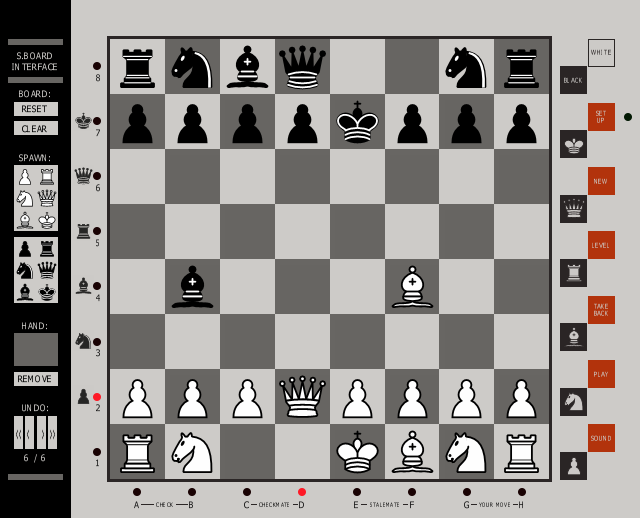 S.BOARD
INTERFACE
BOARD:
RESET
CLEAR
SPAWN:
HAND:
REMOVE
UNDO:
⟨⟨ ⟨ ⟩ ⟩⟩
6 / 6
8
7
6
5
4
3
2
1
A CHECK B C CHECKMATE D E STALEMATE F G YOUR MOVE H
WHITE
BLACK
SET
UP
NEW
LEVEL
TAKE
BACK
PLAY
SOUND